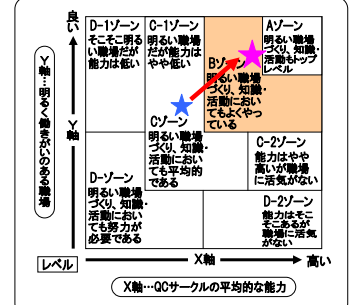 良い
Y軸…明るく働きがいのある職場
Y軸
D-1ゾーン
そこそこ明る
い職場だが
能力は低い
C-1ゾーン
明るい職場
だが能力は
やや低い
Aゾーン
明るい職場
づくり、知識・
活動もトップ
レベル
Bゾーン
明るい職場
づくり、知識・
活動におい
てもよくやっ
ている
Cゾーン
明るい職場
づくり、知識・
活動におい
ても平均的
である
C-2ゾーン
能力はやや
高いが職場
に活気がない
D-ゾーン
明るい職場
づくり、知識・
活動におい
ても努力が
必要である
D-2ゾーン
能力はそこ
そこあるが
職場に活気
がない
レベル
X軸
高い
X軸…QCサークルの平均的な能力